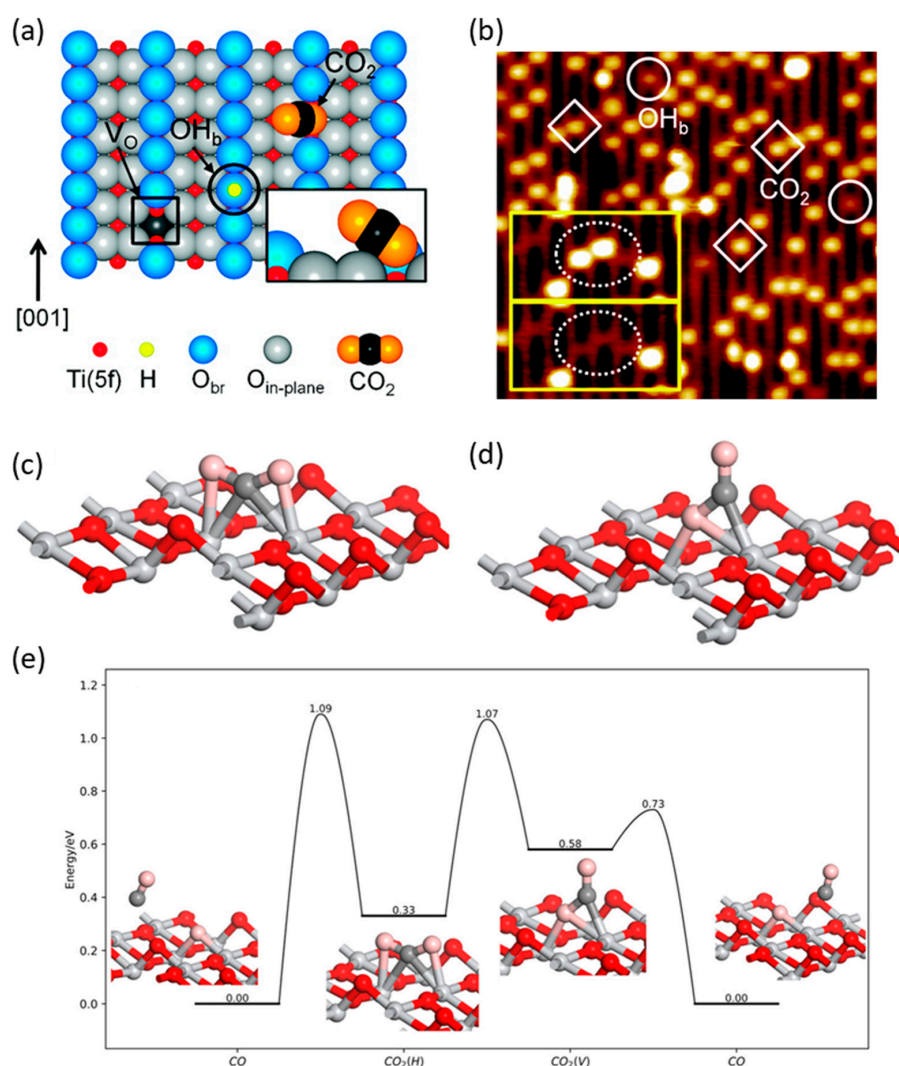 (a)
CO2
VO
OHb
[001]
Ti(5f) H Obr Oin-plane CO2
(b)
OHb
CO2
(c)
(d)
(e)
1.2
1.0
0.8
0.6
0.4
0.2
0.0
Energy/eV
1.09
1.07
0.73
0.58
0.33
0.00
0.00
CO CO2(H) CO2(V) CO